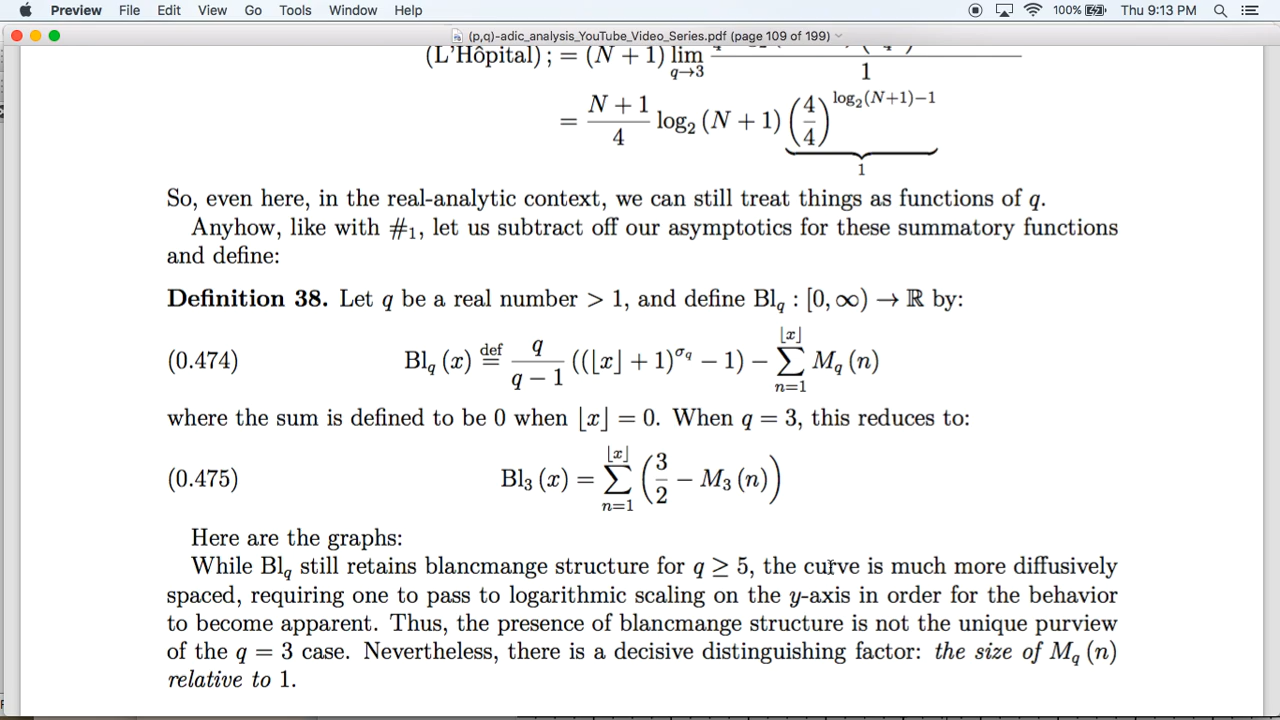 Preview File Edit View Go Tools Window Help 100% Thu 9:13 PM
(p,q)-adic_analysis_YouTube_Video_Series.pdf (page 109 of 199)
(L'Hôpital) ; = (N + 1) lim q→3 1
= N + 1 / 4 log₂ (N + 1) (4/4)^{log₂(N+1)−1}
1
So, even here, in the real-analytic context, we can still treat things as functions of q.
Anyhow, like with #₁, let us subtract off our asymptotics for these summatory functions
and define:
Definition 38. Let q be a real number > 1, and define Bl_q : [0, ∞) → ℝ by:
(0.474) Bl_q (x) def= q / (q − 1) ((⌊x⌋ + 1)^{σ_q} − 1) − ∑_{n=1}^{⌊x⌋} M_q (n)
where the sum is defined to be 0 when ⌊x⌋ = 0. When q = 3, this reduces to:
(0.475) Bl₃ (x) = ∑_{n=1}^{⌊x⌋} (3/2 − M₃ (n))
Here are the graphs:
While Bl_q still retains blancmange structure for q ≥ 5, the curve is much more diffusively
spaced, requiring one to pass to logarithmic scaling on the y-axis in order for the behavior
to become apparent. Thus, the presence of blancmange structure is not the unique purview
of the q = 3 case. Nevertheless, there is a decisive distinguishing factor: the size of M_q (n)
relative to 1.